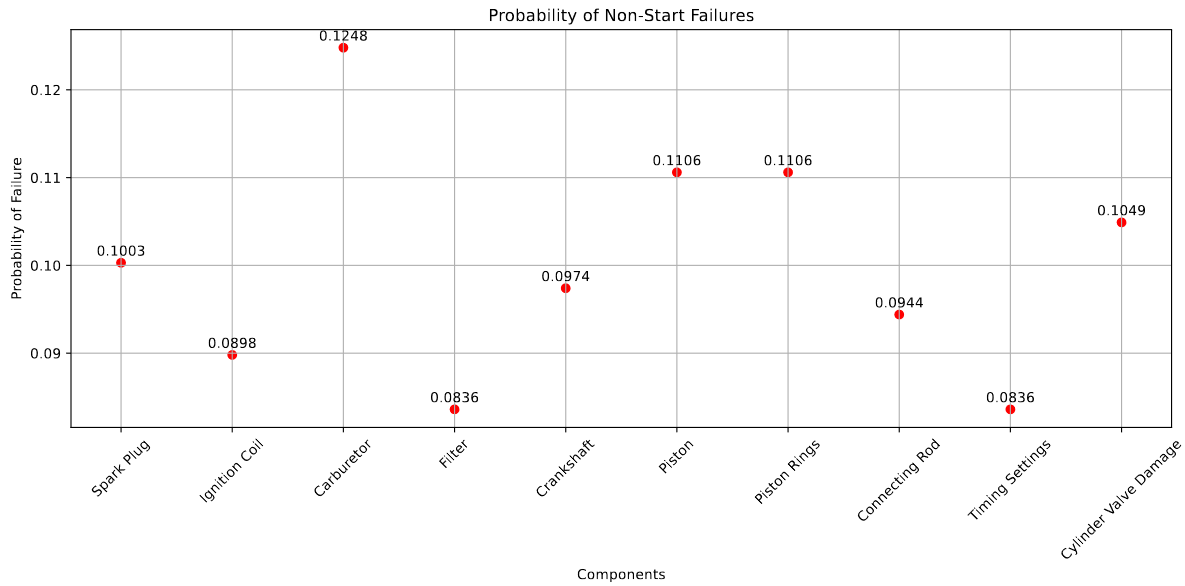 Probability of Non-Start Failures
0.1248
0.12
0.1106
0.1106
0.11
0.1049
0.1003
0.10
0.0974
0.0944
0.0898
0.09
0.0836
0.0836
Probability of Failure
Spark Plug
Ignition Coil
Carburetor
Filter
Crankshaft
Piston
Piston Rings
Connecting Rod
Timing Settings
Cylinder Valve Damage
Components